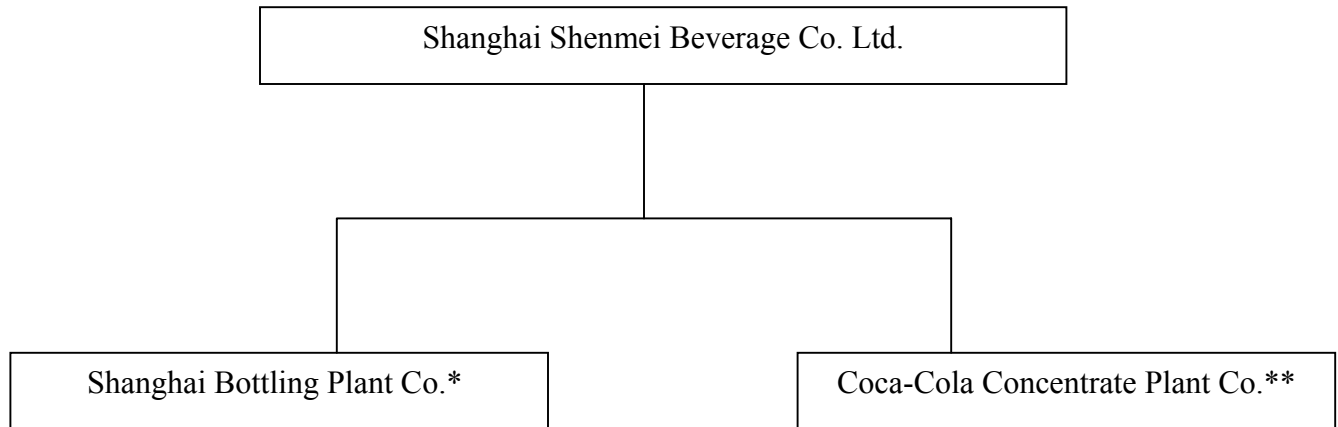 Shanghai Shenmei Beverage Co. Ltd.
Shanghai Bottling Plant Co.*
Coca-Cola Concentrate Plant Co.**